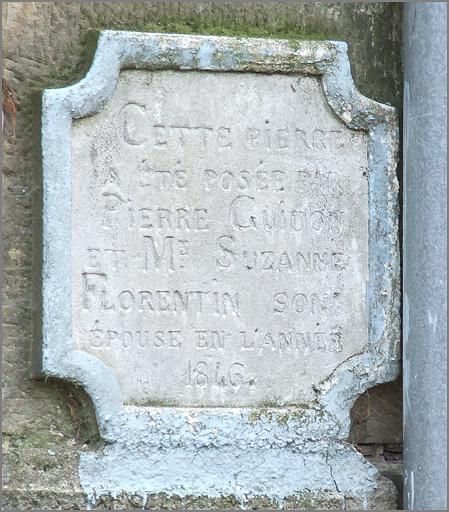 Cette pierre
a été posée par
Pierre Guidon
et Me Suzanne
Florentin son
épouse en l'année
1846.